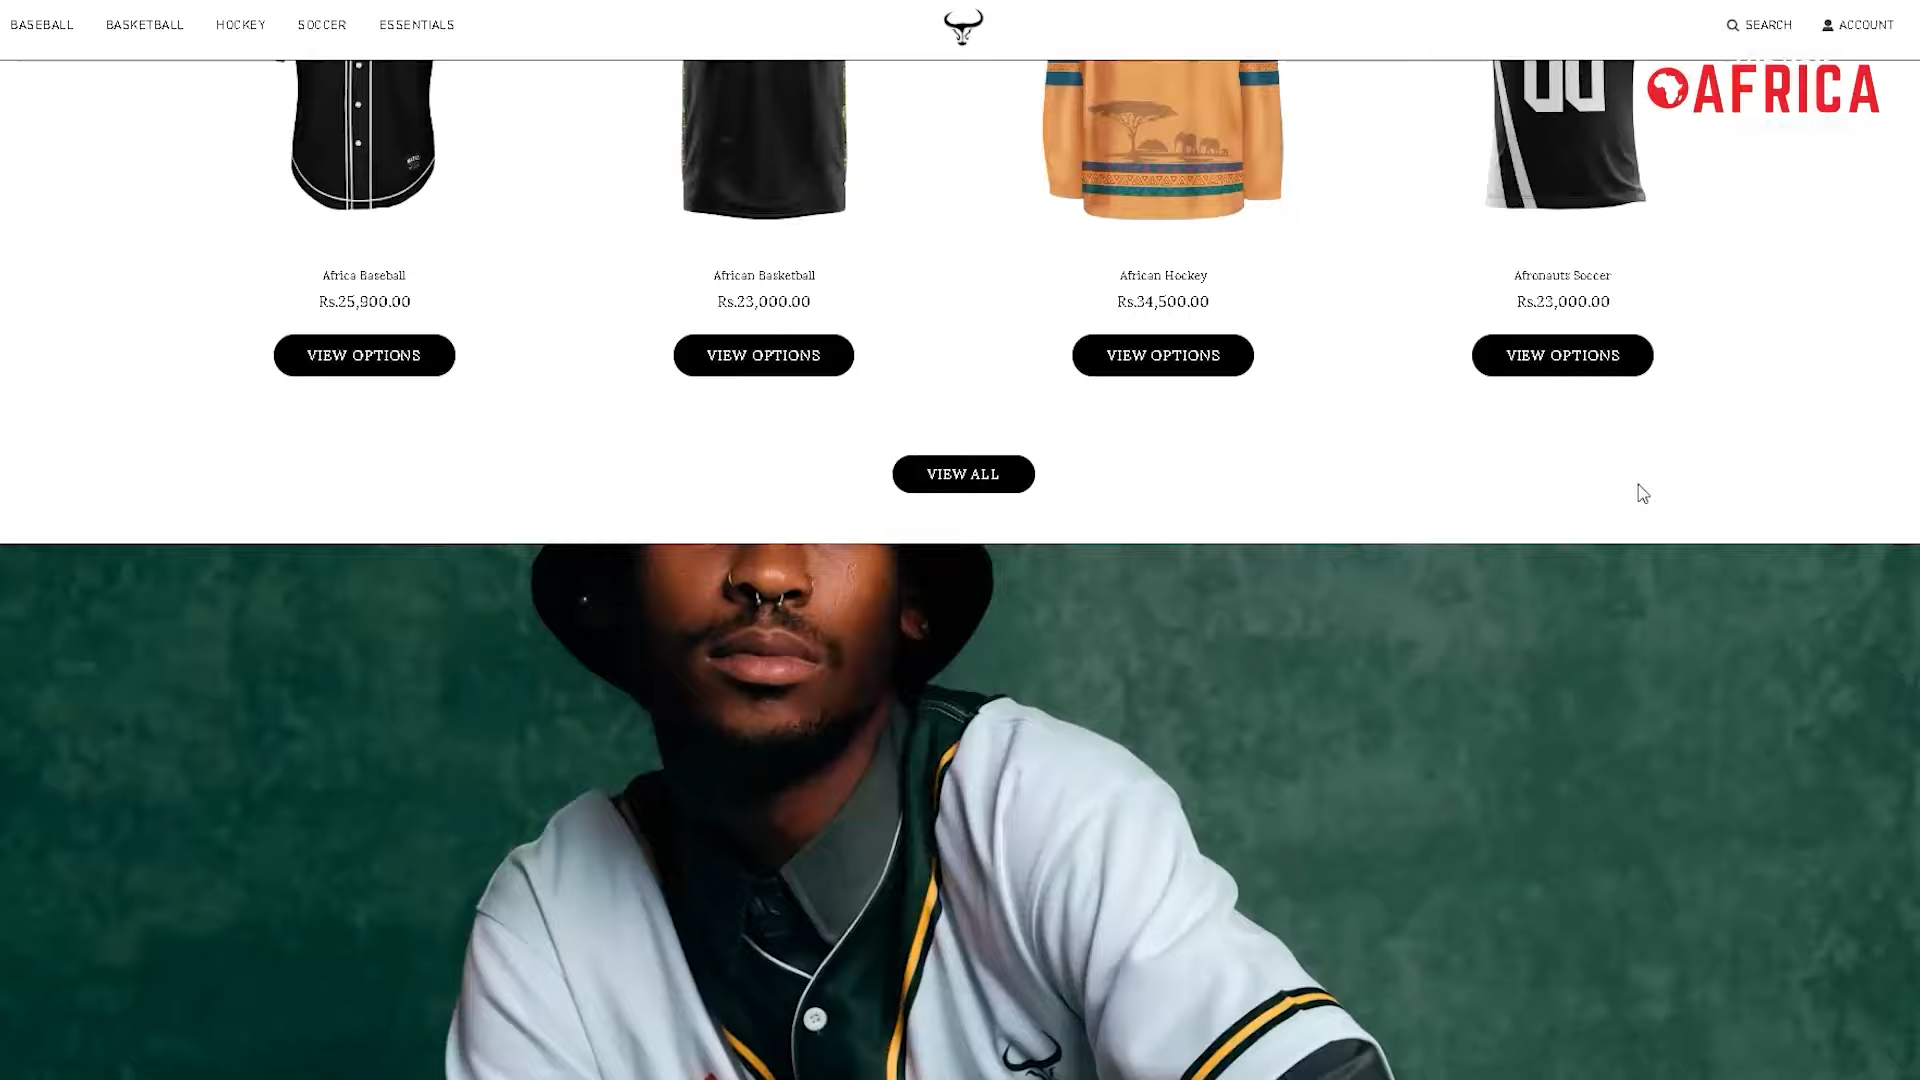 BASEBALL BASKETBALL HOCKEY SOCCER ESSENTIALS SEARCH ACCOUNT
00
AFRICA
Africa Baseball African Basketball African Hockey Afronauts Soccer
Rs.25,900.00 Rs.23,000.00 Rs.34,500.00 Rs.23,000.00
VIEW OPTIONS VIEW OPTIONS VIEW OPTIONS VIEW OPTIONS
VIEW ALL